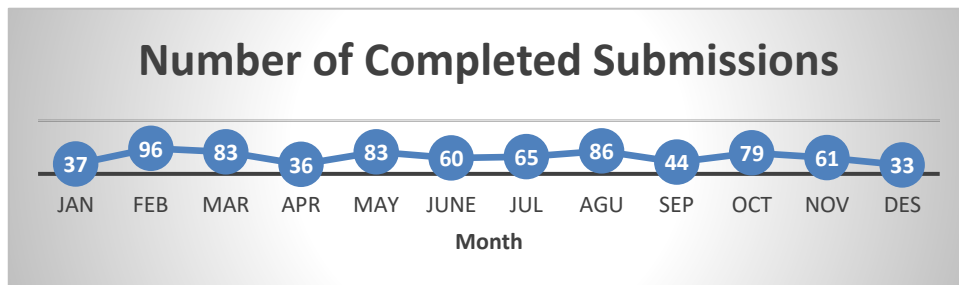 Number of Completed Submissions
37 96 83 36 83 60 65 86 44 79 61 33
JAN FEB MAR APR MAY JUNE JUL AGU SEP OCT NOV DES
Month